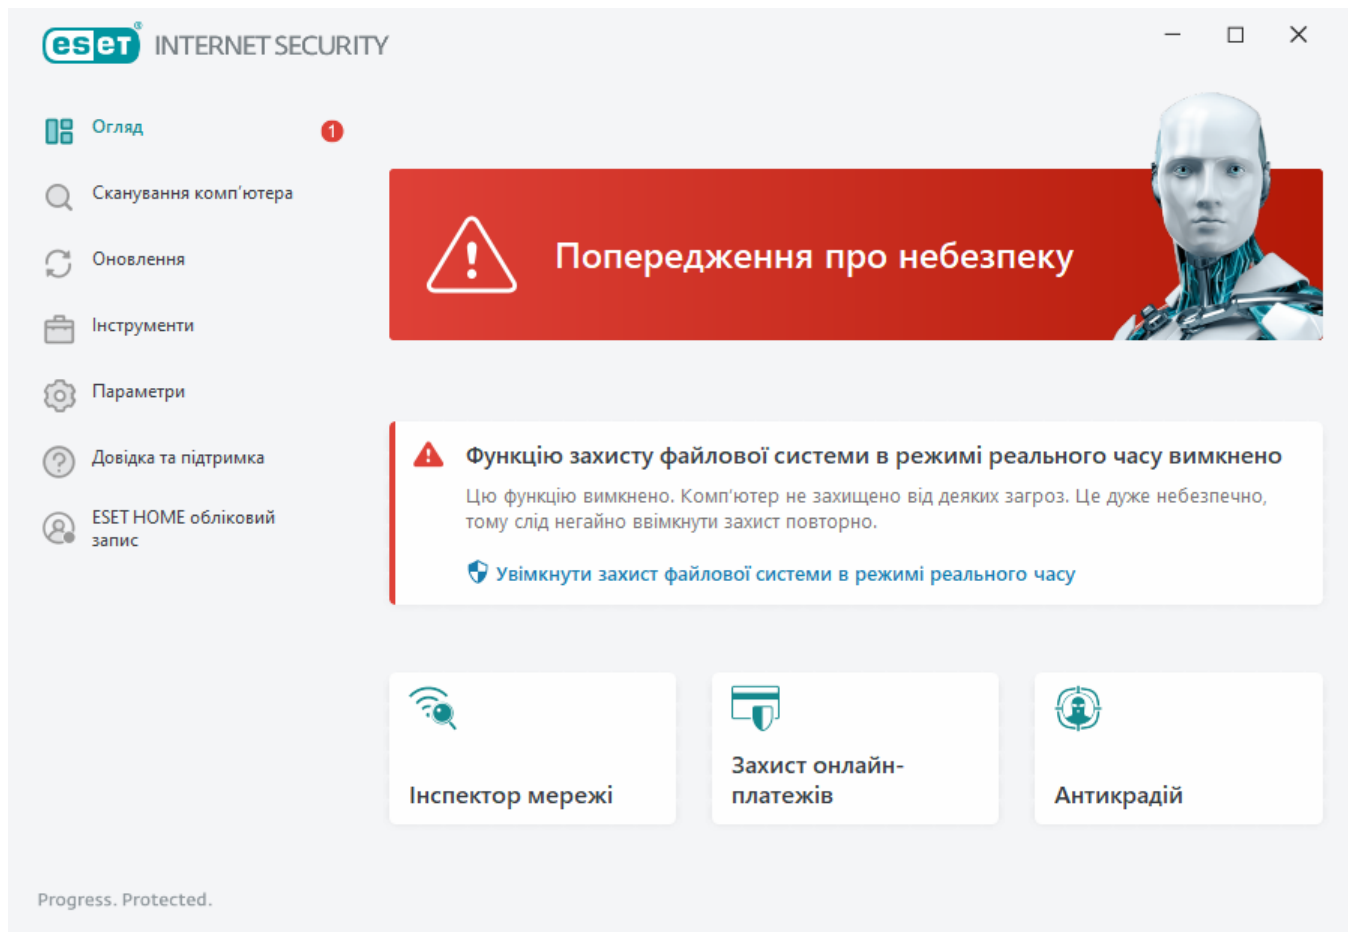 eset® INTERNET SECURITY
Огляд
1
Сканування комп'ютера
Оновлення
Інструменти
Параметри
Довідка та підтримка
ESET HOME обліковий
запис
Попередження про небезпеку
Функцію захисту файлової системи в режимі реального часу вимкнено
Цю функцію вимкнено. Комп'ютер не захищено від деяких загроз. Це дуже небезпечно,
тому слід негайно ввімкнути захист повторно.
Увімкнути захист файлової системи в режимі реального часу
Інспектор мережі
Захист онлайн-
платежів
Антикрадій
Progress. Protected.